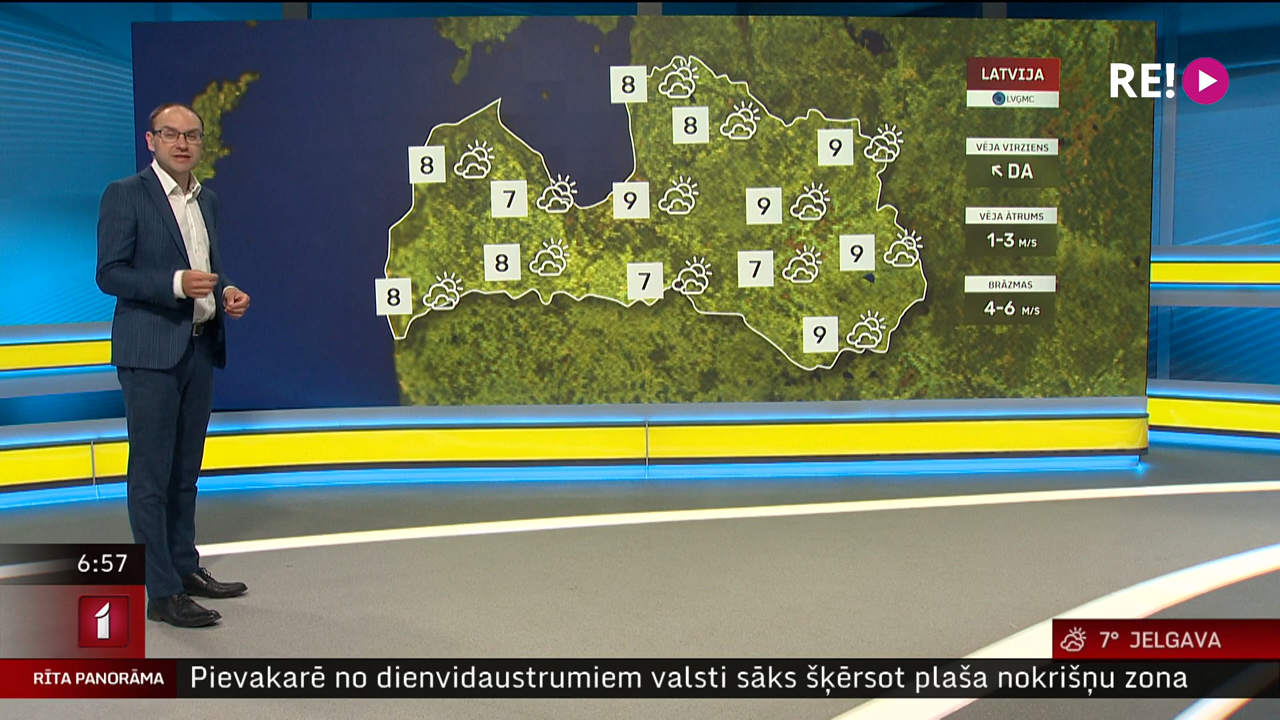 RE!
LATVIJA
LVĢMC
VĒJA VIRZIENS
DA
VĒJA ĀTRUMS
1-3 M/S
BRĀZMAS
4-6 M/S
8
8
9
8
7
9
9
8
7
7
9
8
9
6:57
1
7° JELGAVA
RĪTA PANORĀMA
Pievakarē no dienvidaustrumiem valsti sāks šķērsot plaša nokrišņu zona